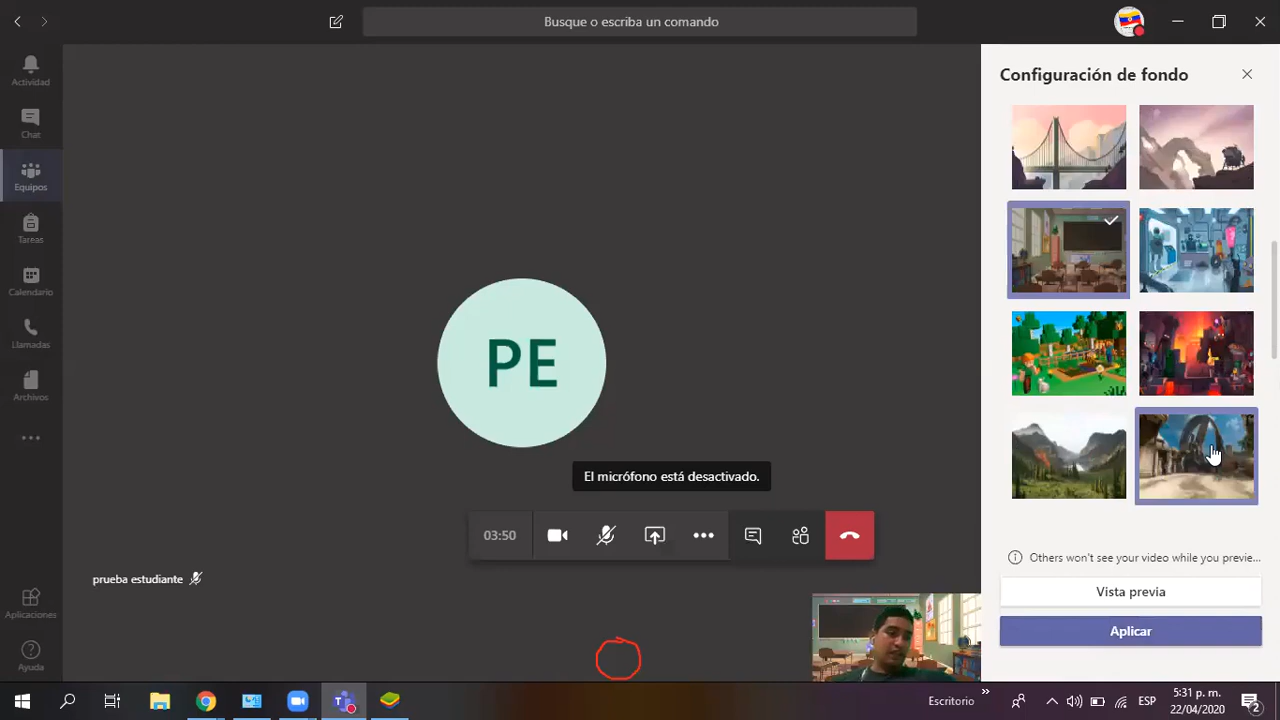 Busque o escriba un comando
Actividad
Chat
Equipos
Tareas
Calendario
Llamadas
Archivos
Aplicaciones
Ayuda
PE
El micrófono está desactivado.
03:50
prueba estudiante
Configuración de fondo
Others won't see your video while you previe...
Vista previa
Aplicar
Escritorio
ESP
5:31 p. m.
22/04/2020
2